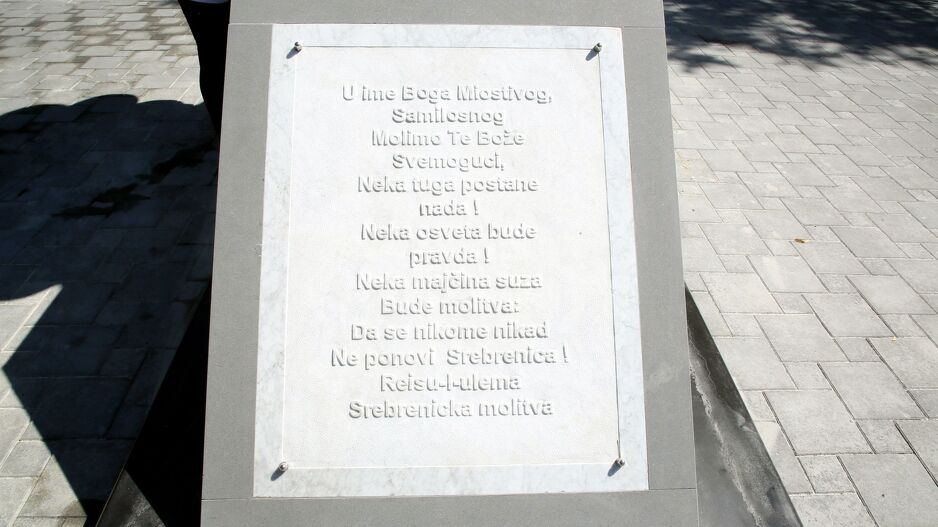 U ime Boga Miostivog,
Samilosnog
Molimo Te Bože
Svemoguci,
Neka tuga postane
nada !
Neka osveta bude
pravda !
Neka majčina suza
Bude molitva:
Da se nikome nikad
Ne ponovi Srebrenica !
Reisu-l-ulema
Srebrenicka molitva